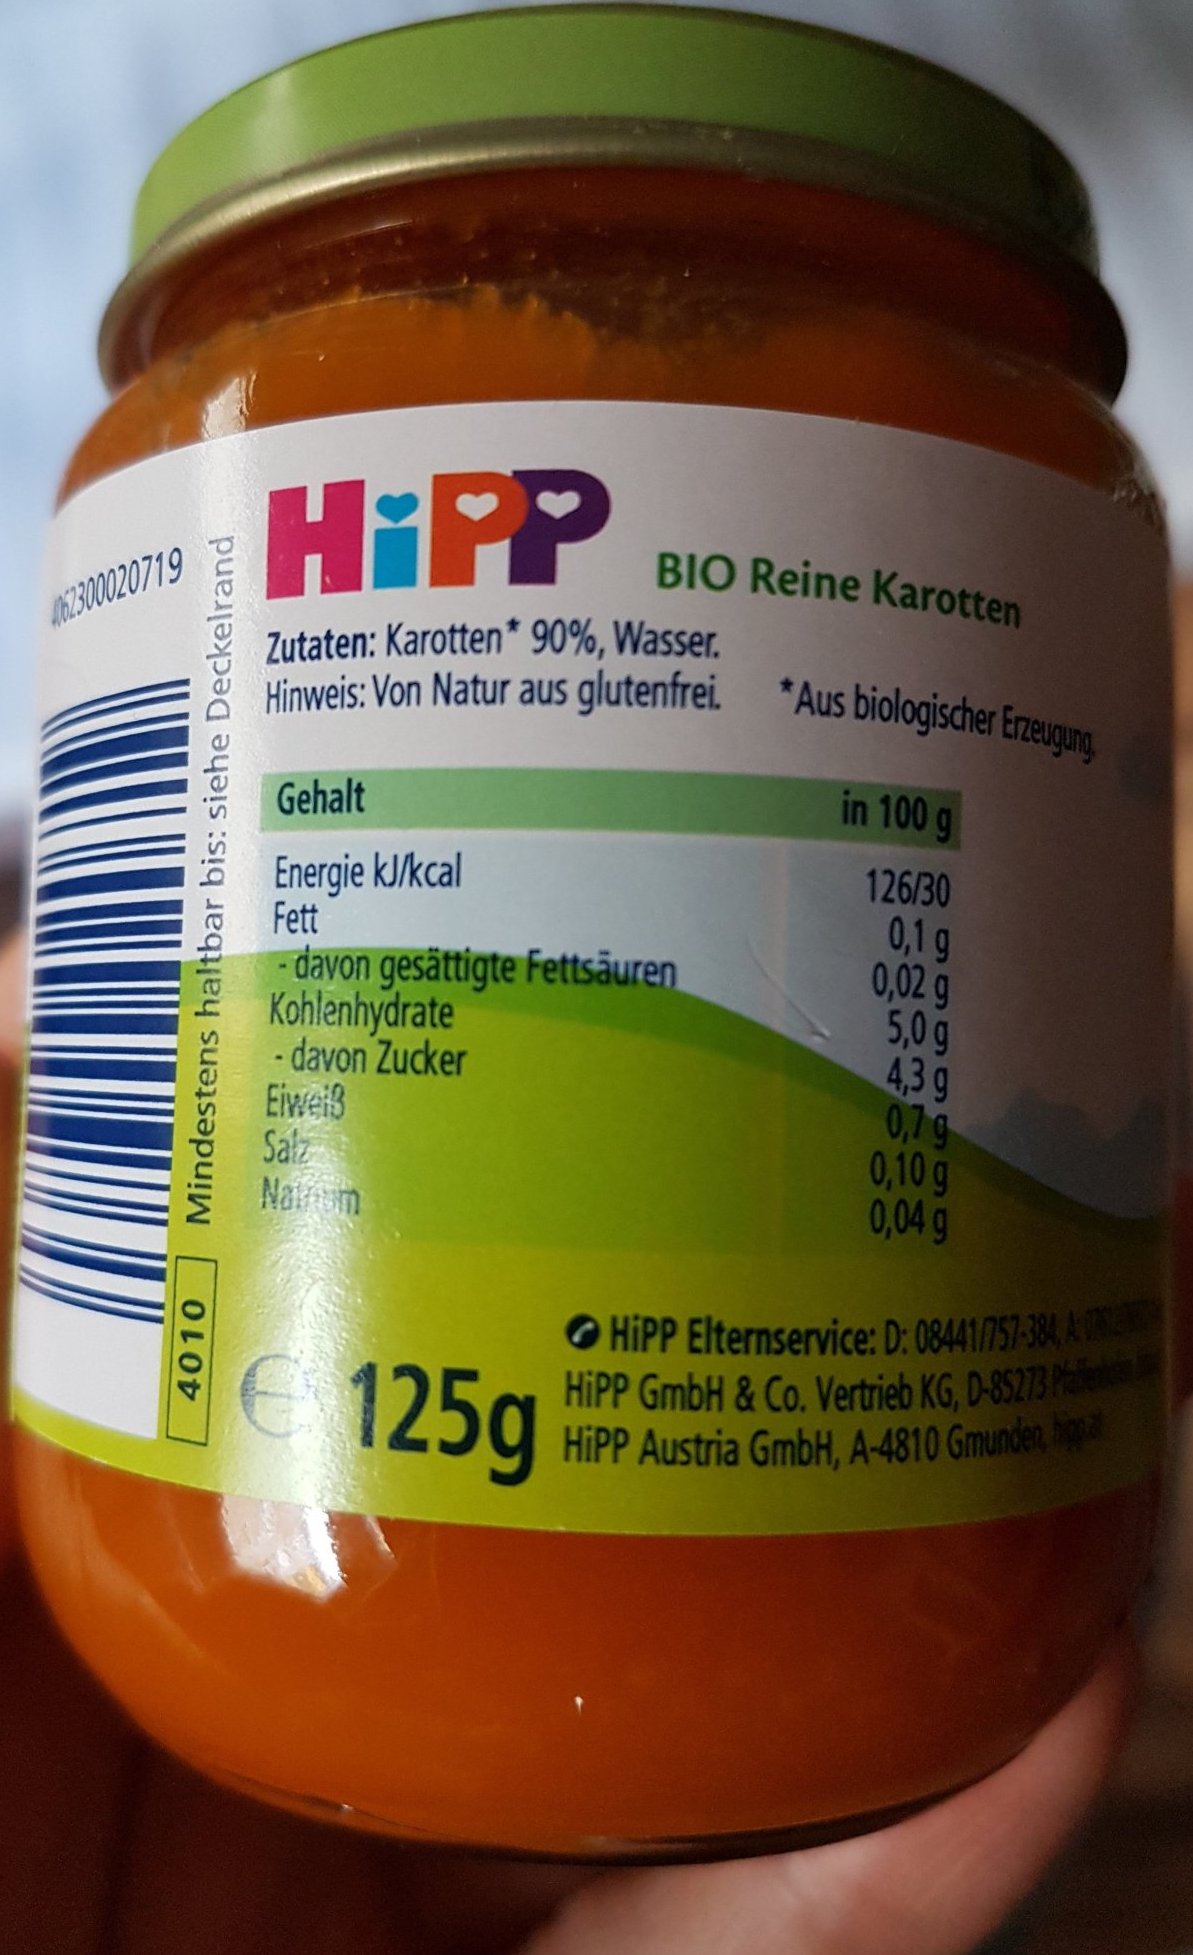 4062300020719
Mindestens haltbar bis: siehe Deckelrand
4010
HiPP
BIO Reine Karotten
Zutaten: Karotten* 90%, Wasser.
Hinweis: Von Natur aus glutenfrei. *Aus biologischer Erzeugung.
Gehalt in 100 g
Energie kJ/kcal 126/30
Fett 0,1 g
- davon gesättigte Fettsäuren 0,02 g
Kohlenhydrate 5,0 g
- davon Zucker 4,3 g
Eiweiß 0,7 g
Salz 0,10 g
Natrium 0,04 g
℮ 125g
HiPP Elternservice: D: 08441/757-384, A:
HiPP GmbH & Co. Vertrieb KG, D-85273
HiPP Austria GmbH, A-4810 Gmunden, hipp.at